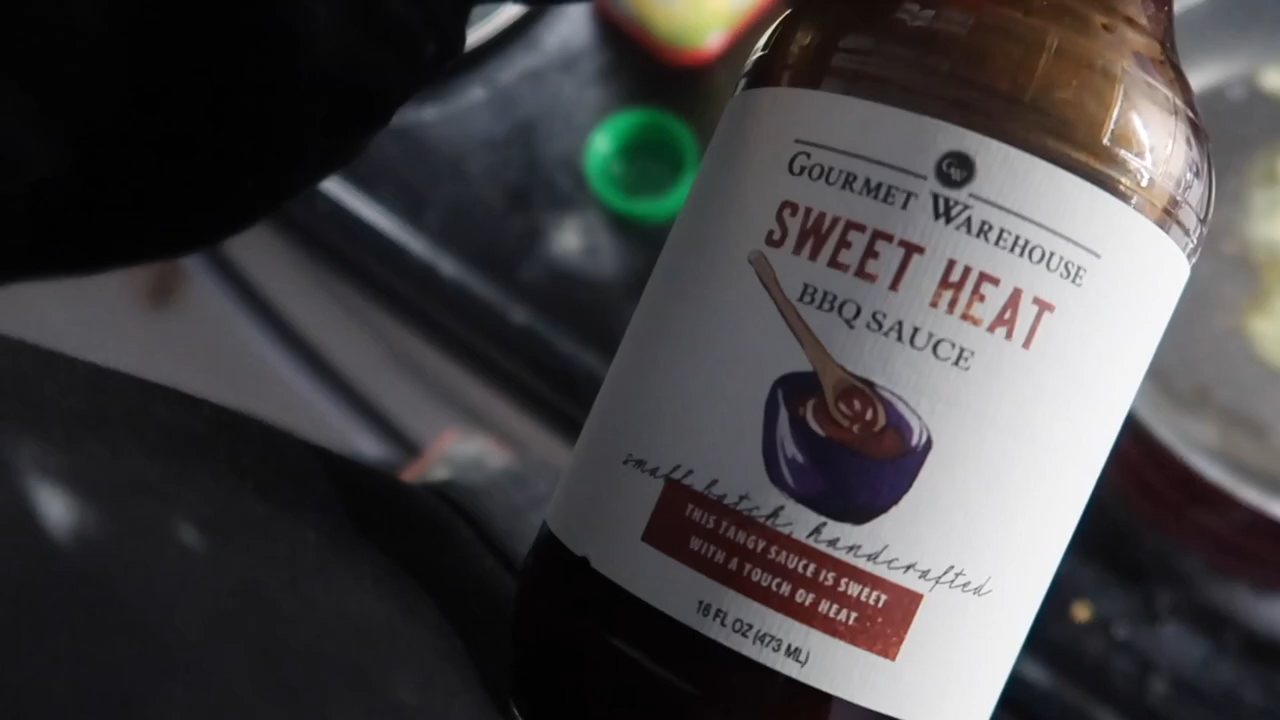 GW
GOURMET WAREHOUSE
SWEET HEAT
BBQ SAUCE
small batch, handcrafted
THIS TANGY SAUCE IS SWEET
WITH A TOUCH OF HEAT
16 FL OZ (473 ML)